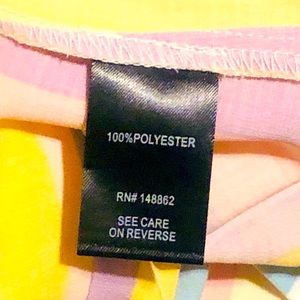 100%POLYESTER
RN# 148862
SEE CARE
ON REVERSE